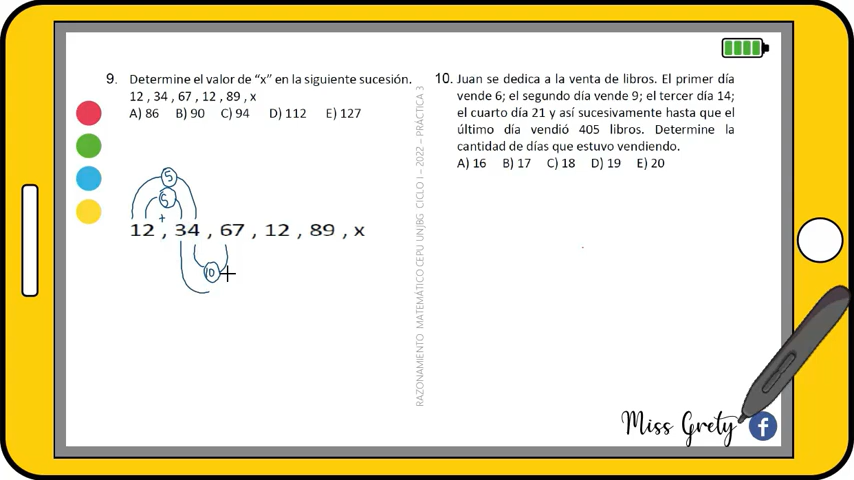 9. Determine el valor de “x” en la siguiente sucesión.
12 , 34 , 67 , 12 , 89 , x
A) 86 B) 90 C) 94 D) 112 E) 127
5
5
+
12 , 34 , 67 , 12 , 89 , x
10
RAZONAMIENTO MATEMÁTICO CEPU UNJBG CICLO I – 2022 – PRÁCTICA 3
10. Juan se dedica a la venta de libros. El primer día
vende 6; el segundo día vende 9; el tercer día 14;
el cuarto día 21 y así sucesivamente hasta que el
último día vendió 405 libros. Determine la
cantidad de días que estuvo vendiendo.
A) 16 B) 17 C) 18 D) 19 E) 20
Miss Grety